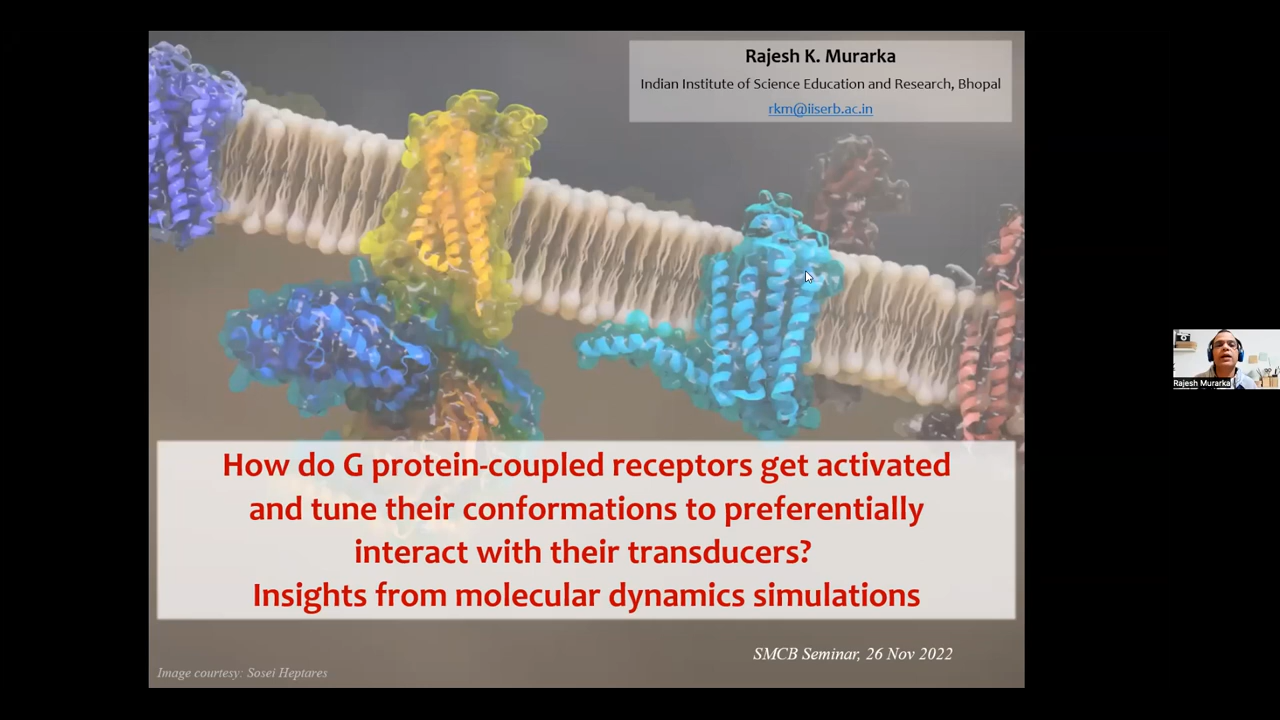 Rajesh K. Murarka
Indian Institute of Science Education and Research, Bhopal
rkm@iiserb.ac.in
Rajesh Murarka
How do G protein-coupled receptors get activated
and tune their conformations to preferentially
interact with their transducers?
Insights from molecular dynamics simulations
SMCB Seminar, 26 Nov 2022
Image courtesy: Sosei Heptares